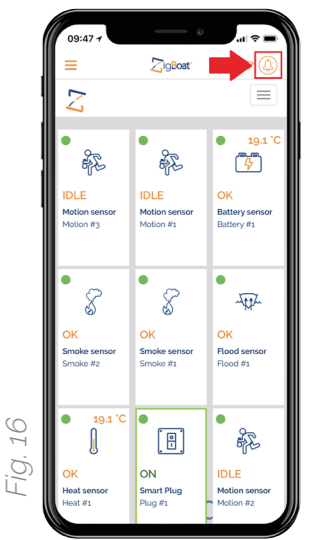 09:47
ZigBoat
19.1 °C
IDLE
Motion sensor
Motion #3
IDLE
Motion sensor
Motion #1
OK
Battery sensor
Battery #1
OK
Smoke sensor
Smoke #2
OK
Smoke sensor
Smoke #1
OK
Flood sensor
Flood #1
19.1 °C
OK
Heat sensor
Heat #1
ON
Smart Plug
Plug #1
IDLE
Motion sensor
Motion #2
Fig. 16